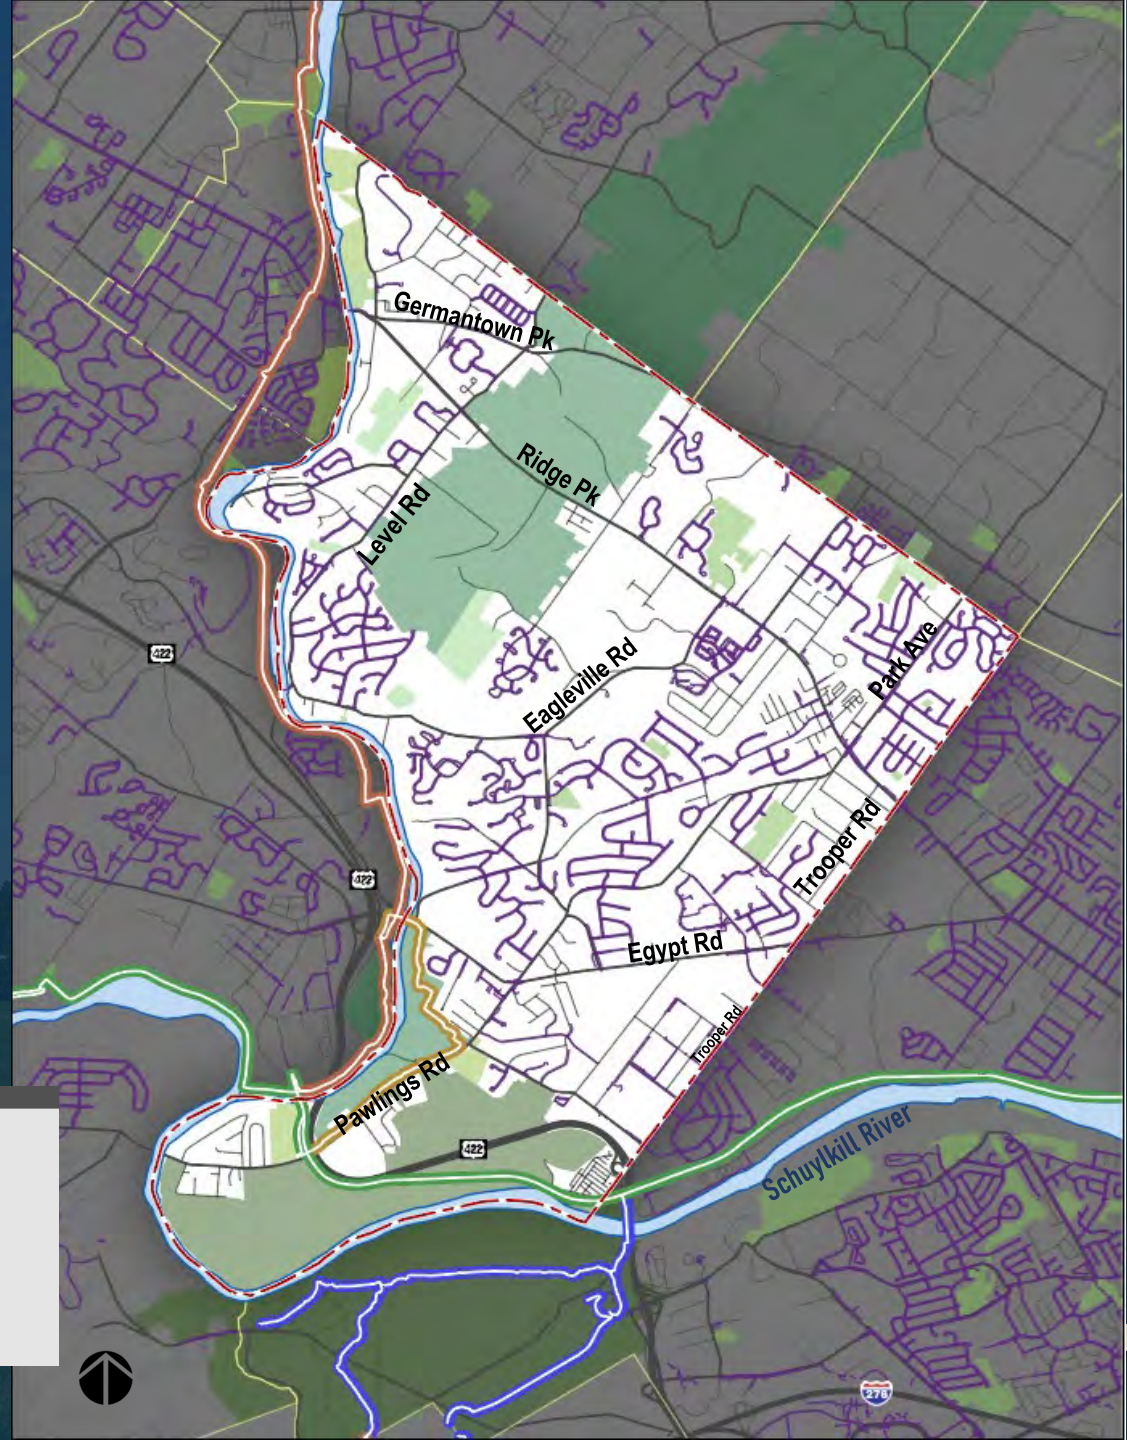 Germantown Pk
Ridge Pk
Level Rd
422
Park Ave
Eagleville Rd
Trooper Rd
422
Egypt Rd
Trooper Rd
Pawlings Rd
422
Schuylkill River
276